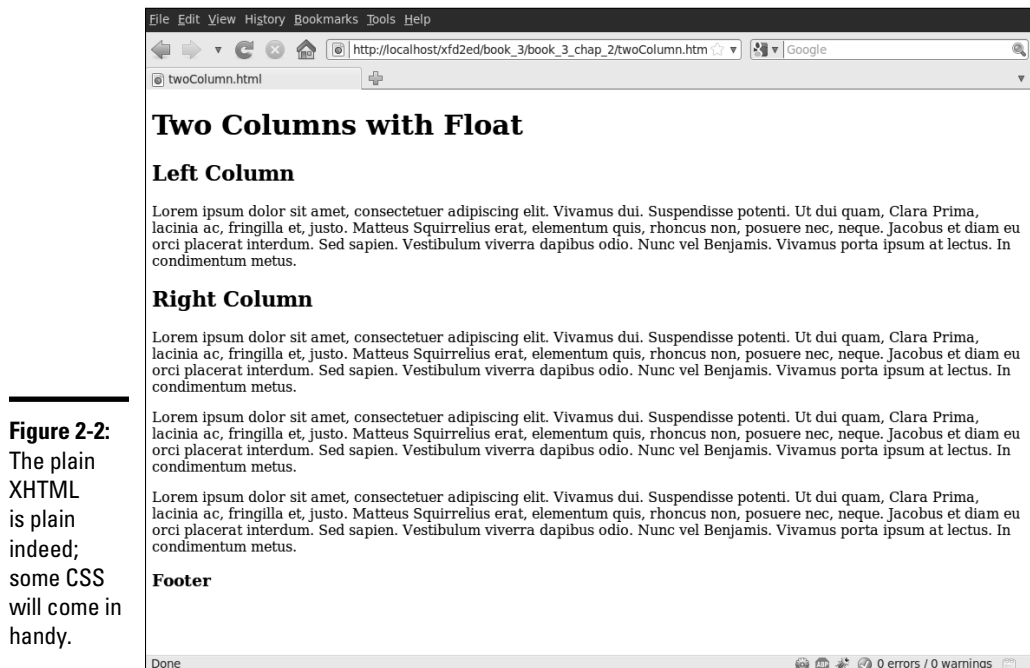 File Edit View History Bookmarks Tools Help
http://localhost/xfd2ed/book_3/book_3_chap_2/twoColumn.htm
Google
twoColumn.html
Two Columns with Float
Left Column
Lorem ipsum dolor sit amet, consectetuer adipiscing elit. Vivamus dui. Suspendisse potenti. Ut dui quam, Clara Prima,
lacinia ac, fringilla et, justo. Matteus Squirrelius erat, elementum quis, rhoncus non, posuere nec, neque. Jacobus et diam eu
orci placerat interdum. Sed sapien. Vestibulum viverra dapibus odio. Nunc vel Benjamis. Vivamus porta ipsum at lectus. In
condimentum metus.
Right Column
Lorem ipsum dolor sit amet, consectetuer adipiscing elit. Vivamus dui. Suspendisse potenti. Ut dui quam, Clara Prima,
lacinia ac, fringilla et, justo. Matteus Squirrelius erat, elementum quis, rhoncus non, posuere nec, neque. Jacobus et diam eu
orci placerat interdum. Sed sapien. Vestibulum viverra dapibus odio. Nunc vel Benjamis. Vivamus porta ipsum at lectus. In
condimentum metus.
Lorem ipsum dolor sit amet, consectetuer adipiscing elit. Vivamus dui. Suspendisse potenti. Ut dui quam, Clara Prima,
lacinia ac, fringilla et, justo. Matteus Squirrelius erat, elementum quis, rhoncus non, posuere nec, neque. Jacobus et diam eu
orci placerat interdum. Sed sapien. Vestibulum viverra dapibus odio. Nunc vel Benjamis. Vivamus porta ipsum at lectus. In
condimentum metus.
Lorem ipsum dolor sit amet, consectetuer adipiscing elit. Vivamus dui. Suspendisse potenti. Ut dui quam, Clara Prima,
lacinia ac, fringilla et, justo. Matteus Squirrelius erat, elementum quis, rhoncus non, posuere nec, neque. Jacobus et diam eu
orci placerat interdum. Sed sapien. Vestibulum viverra dapibus odio. Nunc vel Benjamis. Vivamus porta ipsum at lectus. In
condimentum metus.
Footer
Done
ABP
0 errors / 0 warnings
Figure 2-2:
The plain
XHTML
is plain
indeed;
some CSS
will come in
handy.